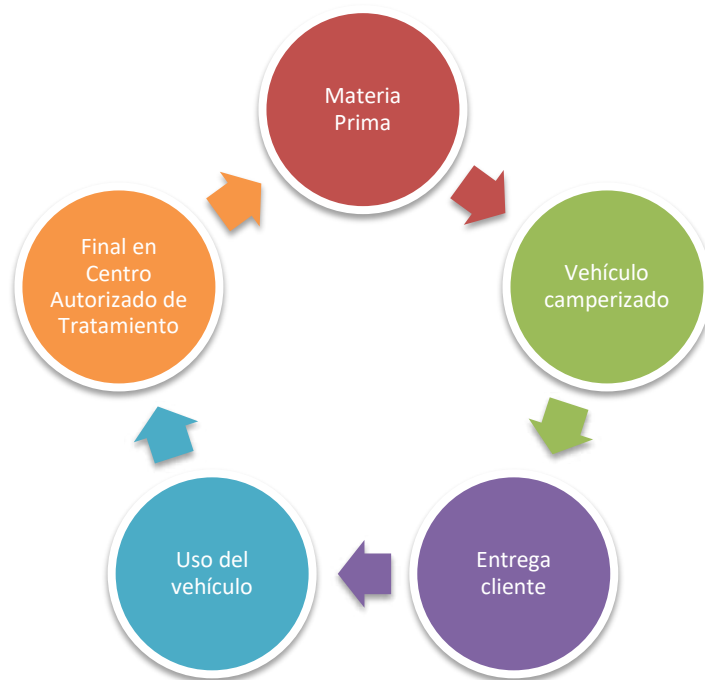 Materia
Prima
Vehículo
camperizado
Entrega
cliente
Uso del
vehículo
Final en
Centro
Autorizado de
Tratamiento